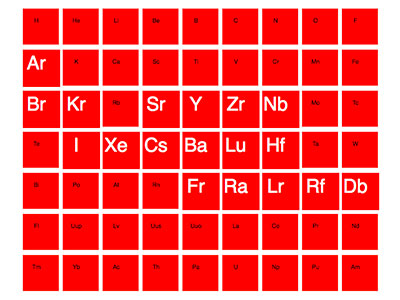 H He Li Be B C N O F
Ar K Ca Sc Ti V Cr Mn Fe
Br Kr Rb Sr Y Zr Nb Mo Tc
Te I Xe Cs Ba Lu Hf Ta W
Bi Po At Rn Fr Ra Lr Rf Db
Fl Uup Lv Uus Uuo La Ce Pr Nd
Tm Yb Ac Th Pa U Np Pu Am